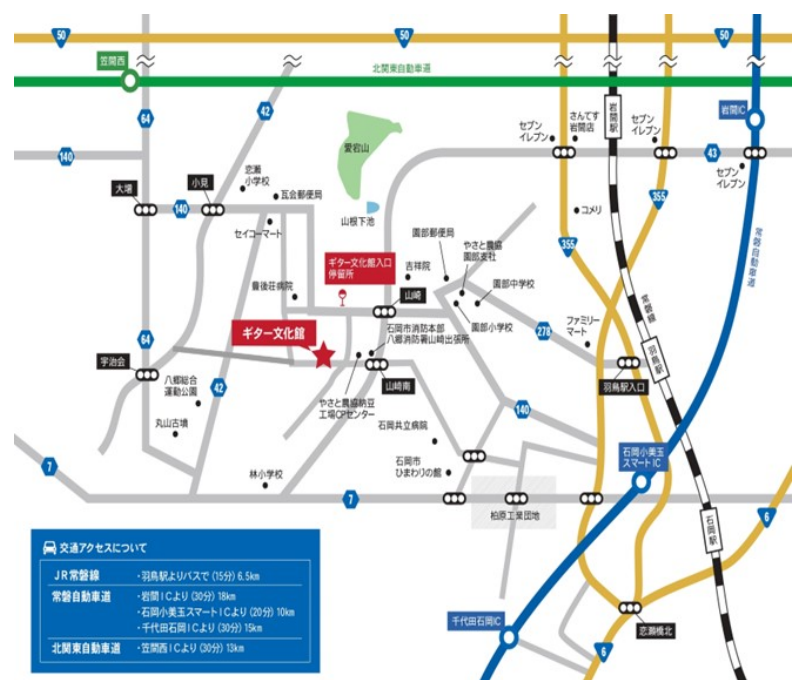 50
50
50
笠間西
北関東自動車道
岩間駅
岩間IC
64
42
140
セブン
イレブン
さんてす
岩間店
セブン
イレブン
43
愛宕山
恋瀬
小学校
小見
大増
瓦会郵便局
140
セブン
イレブン
355
コメリ
セイコーマート
山根下池
園部郵便局
やさと農協
園部支社
355
常磐自動車道
ギター文化館入口
停留所
吉祥院
豊後荘病院
園部中学校
山崎
園部小学校
常磐線
ファミリー
マート
278
石岡市消防本部
八郷消防署山崎出張所
ギター文化館
64
羽鳥駅
宇治会
羽鳥駅入口
山崎南
42
八郷総合
運動公園
やさと農協納豆
工場CPセンター
140
丸山古墳
石岡共立病院
石岡小美玉
スマートIC
7
林小学校
石岡市
ひまわりの館
7
柏原工業団地
6
石岡駅
千代田石岡IC
恋瀬橋北
6
交通アクセスについて
JR常磐線
・羽鳥駅よりバスで (15分) 6.5km
常磐自動車道
・岩間ICより (30分) 18km
・石岡小美玉スマートICより (20分) 10km
・千代田石岡ICより (30分) 15km
北関東自動車道
・笠間西ICより (30分) 13km